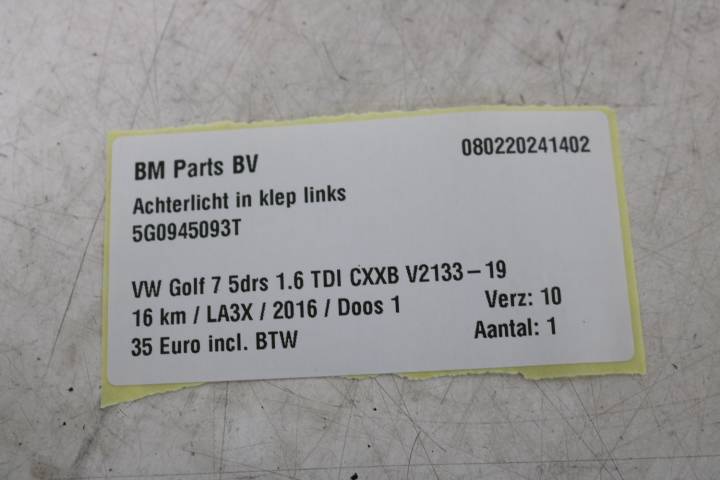 BM Parts BV 080220241402
Achterlicht in klep links
5G0945093T
VW Golf 7 5drs 1.6 TDI CXXB V2133-19
16 km / LA3X / 2016 / Doos 1 Verz: 10
35 Euro incl. BTW Aantal: 1